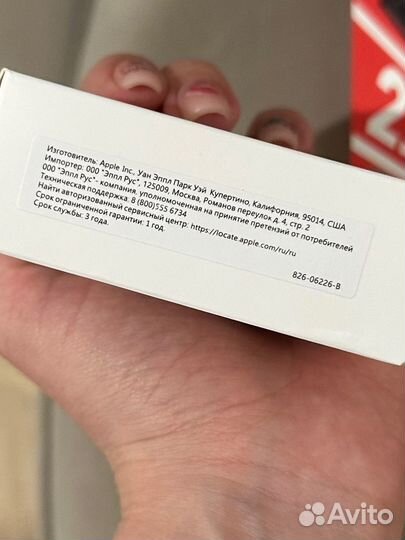 Изготовитель: Apple Inc., Уан Эппл Парк Уэй Купертино, Калифорния, 95014, США
Импортер: ООО "Эппл Рус", 125009, Москва, Романов переулок д. 4, стр. 2
ООО "Эппл Рус"- компания, уполномоченная на принятие претензий от потребителей
Техническая поддержка: 8 (800)555 6734
Найти авторизованный сервисный центр: https://locate.apple.com/ru/ru
Срок ограниченной гарантии: 1 год.
Срок службы: 3 года.
826-06226-B
2
Avito